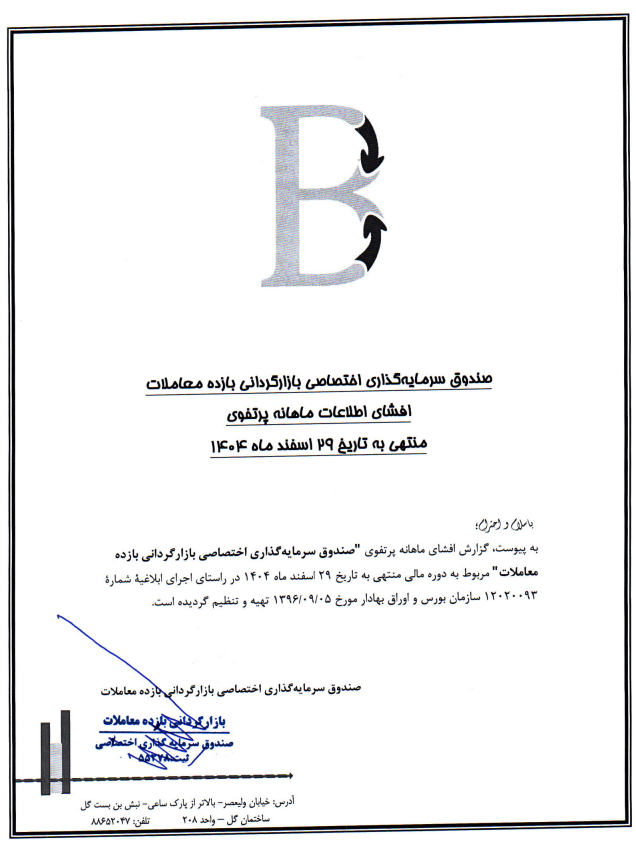 B
صندوق سرمایه‌گذاری اختصاصی بازارگردانی بازده معاملات
افشای اطلاعات ماهانه پرتفوی
منتهی به تاریخ ۲۹ اسفند ماه ۱۴۰۴
باسلام و احترام؛
به پیوست، گزارش افشای ماهانه پرتفوی "صندوق سرمایه‌گذاری اختصاصی بازارگردانی بازده
معاملات" مربوط به دوره مالی منتهی به تاریخ ۲۹ اسفند ماه ۱۴۰۴ در راستای اجرای ابلاغیهٔ شمارهٔ
۱۲۰۲۰۰۹۳ سازمان بورس و اوراق بهادار مورخ ۱۳۹۶/۰۹/۰۵ تهیه و تنظیم گردیده است.
صندوق سرمایه‌گذاری اختصاصی بازارگردانی بازده معاملات
بازارگردانی بازده معاملات
صندوق سرمایه گذاری اختصاصی
ثبت
آدرس: خیابان ولیعصر- بالاتر از پارک ساعی- نبش بن بست گل
ساختمان گل – واحد ۲۰۸ تلفن: ۸۸۶۵۲۰۴۷